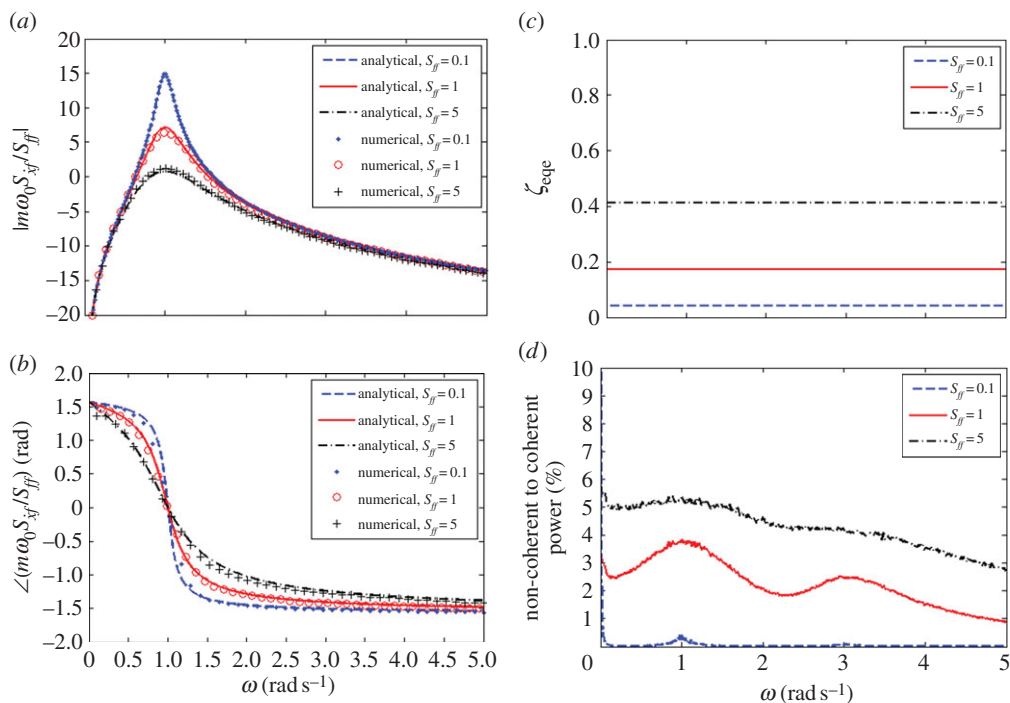 (a)
20
15
10
5
0
−5
−10
−15
−20
|mω₀Sẋf/Sff|
analytical, Sff = 0.1
analytical, Sff = 1
analytical, Sff = 5
numerical, Sff = 0.1
numerical, Sff = 1
numerical, Sff = 5
(b)
2.0
1.5
1.0
0.5
0
−0.5
−1.0
−1.5
−2.0
∠(mω₀Sẋf/Sff) (rad)
analytical, Sff = 0.1
analytical, Sff = 1
analytical, Sff = 5
numerical, Sff = 0.1
numerical, Sff = 1
numerical, Sff = 5
0 0.5 1.0 1.5 2.0 2.5 3.0 3.5 4.0 4.5 5.0
ω (rad s⁻¹)
(c)
1.0
0.8
0.6
0.4
0.2
0
ζeqe
Sff = 0.1
Sff = 1
Sff = 5
(d)
10
9
8
7
6
5
4
3
2
1
0
non-coherent to coherent
power (%)
Sff = 0.1
Sff = 1
Sff = 5
0 1 2 3 4 5
ω (rad s⁻¹)